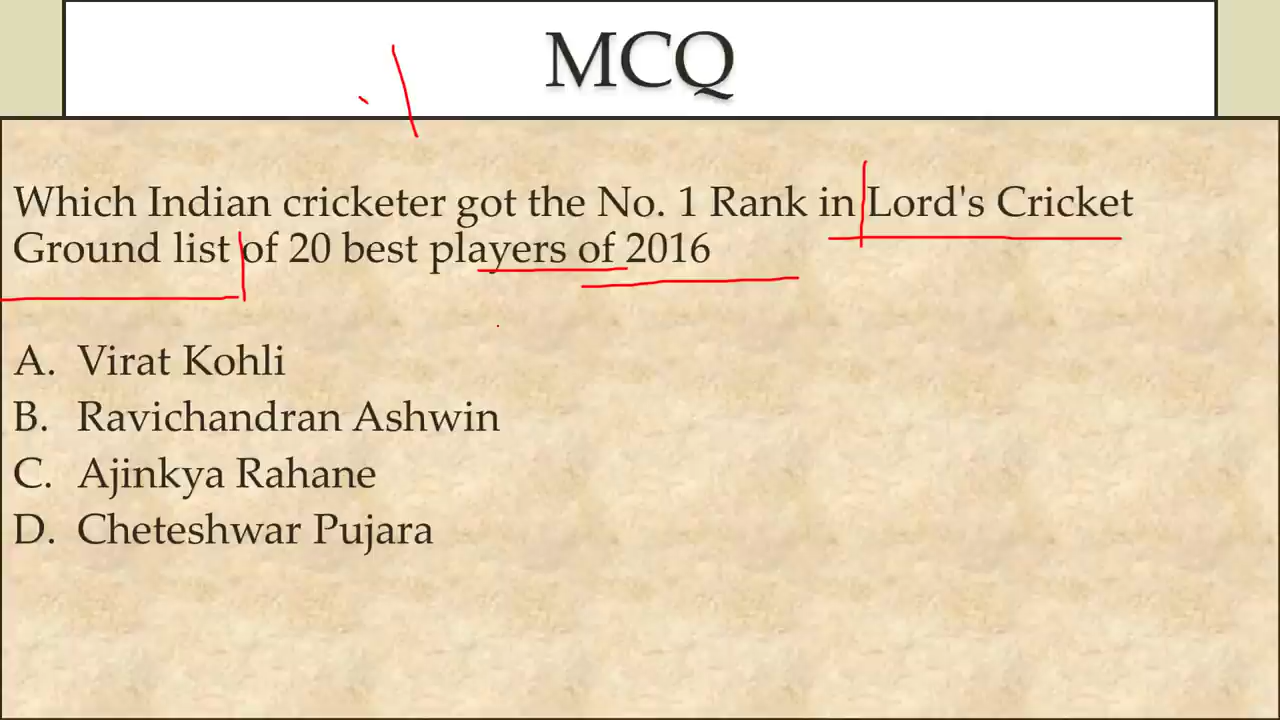 MCQ
Which Indian cricketer got the No. 1 Rank in Lord's Cricket
Ground list of 20 best players of 2016
A. Virat Kohli
B. Ravichandran Ashwin
C. Ajinkya Rahane
D. Cheteshwar Pujara